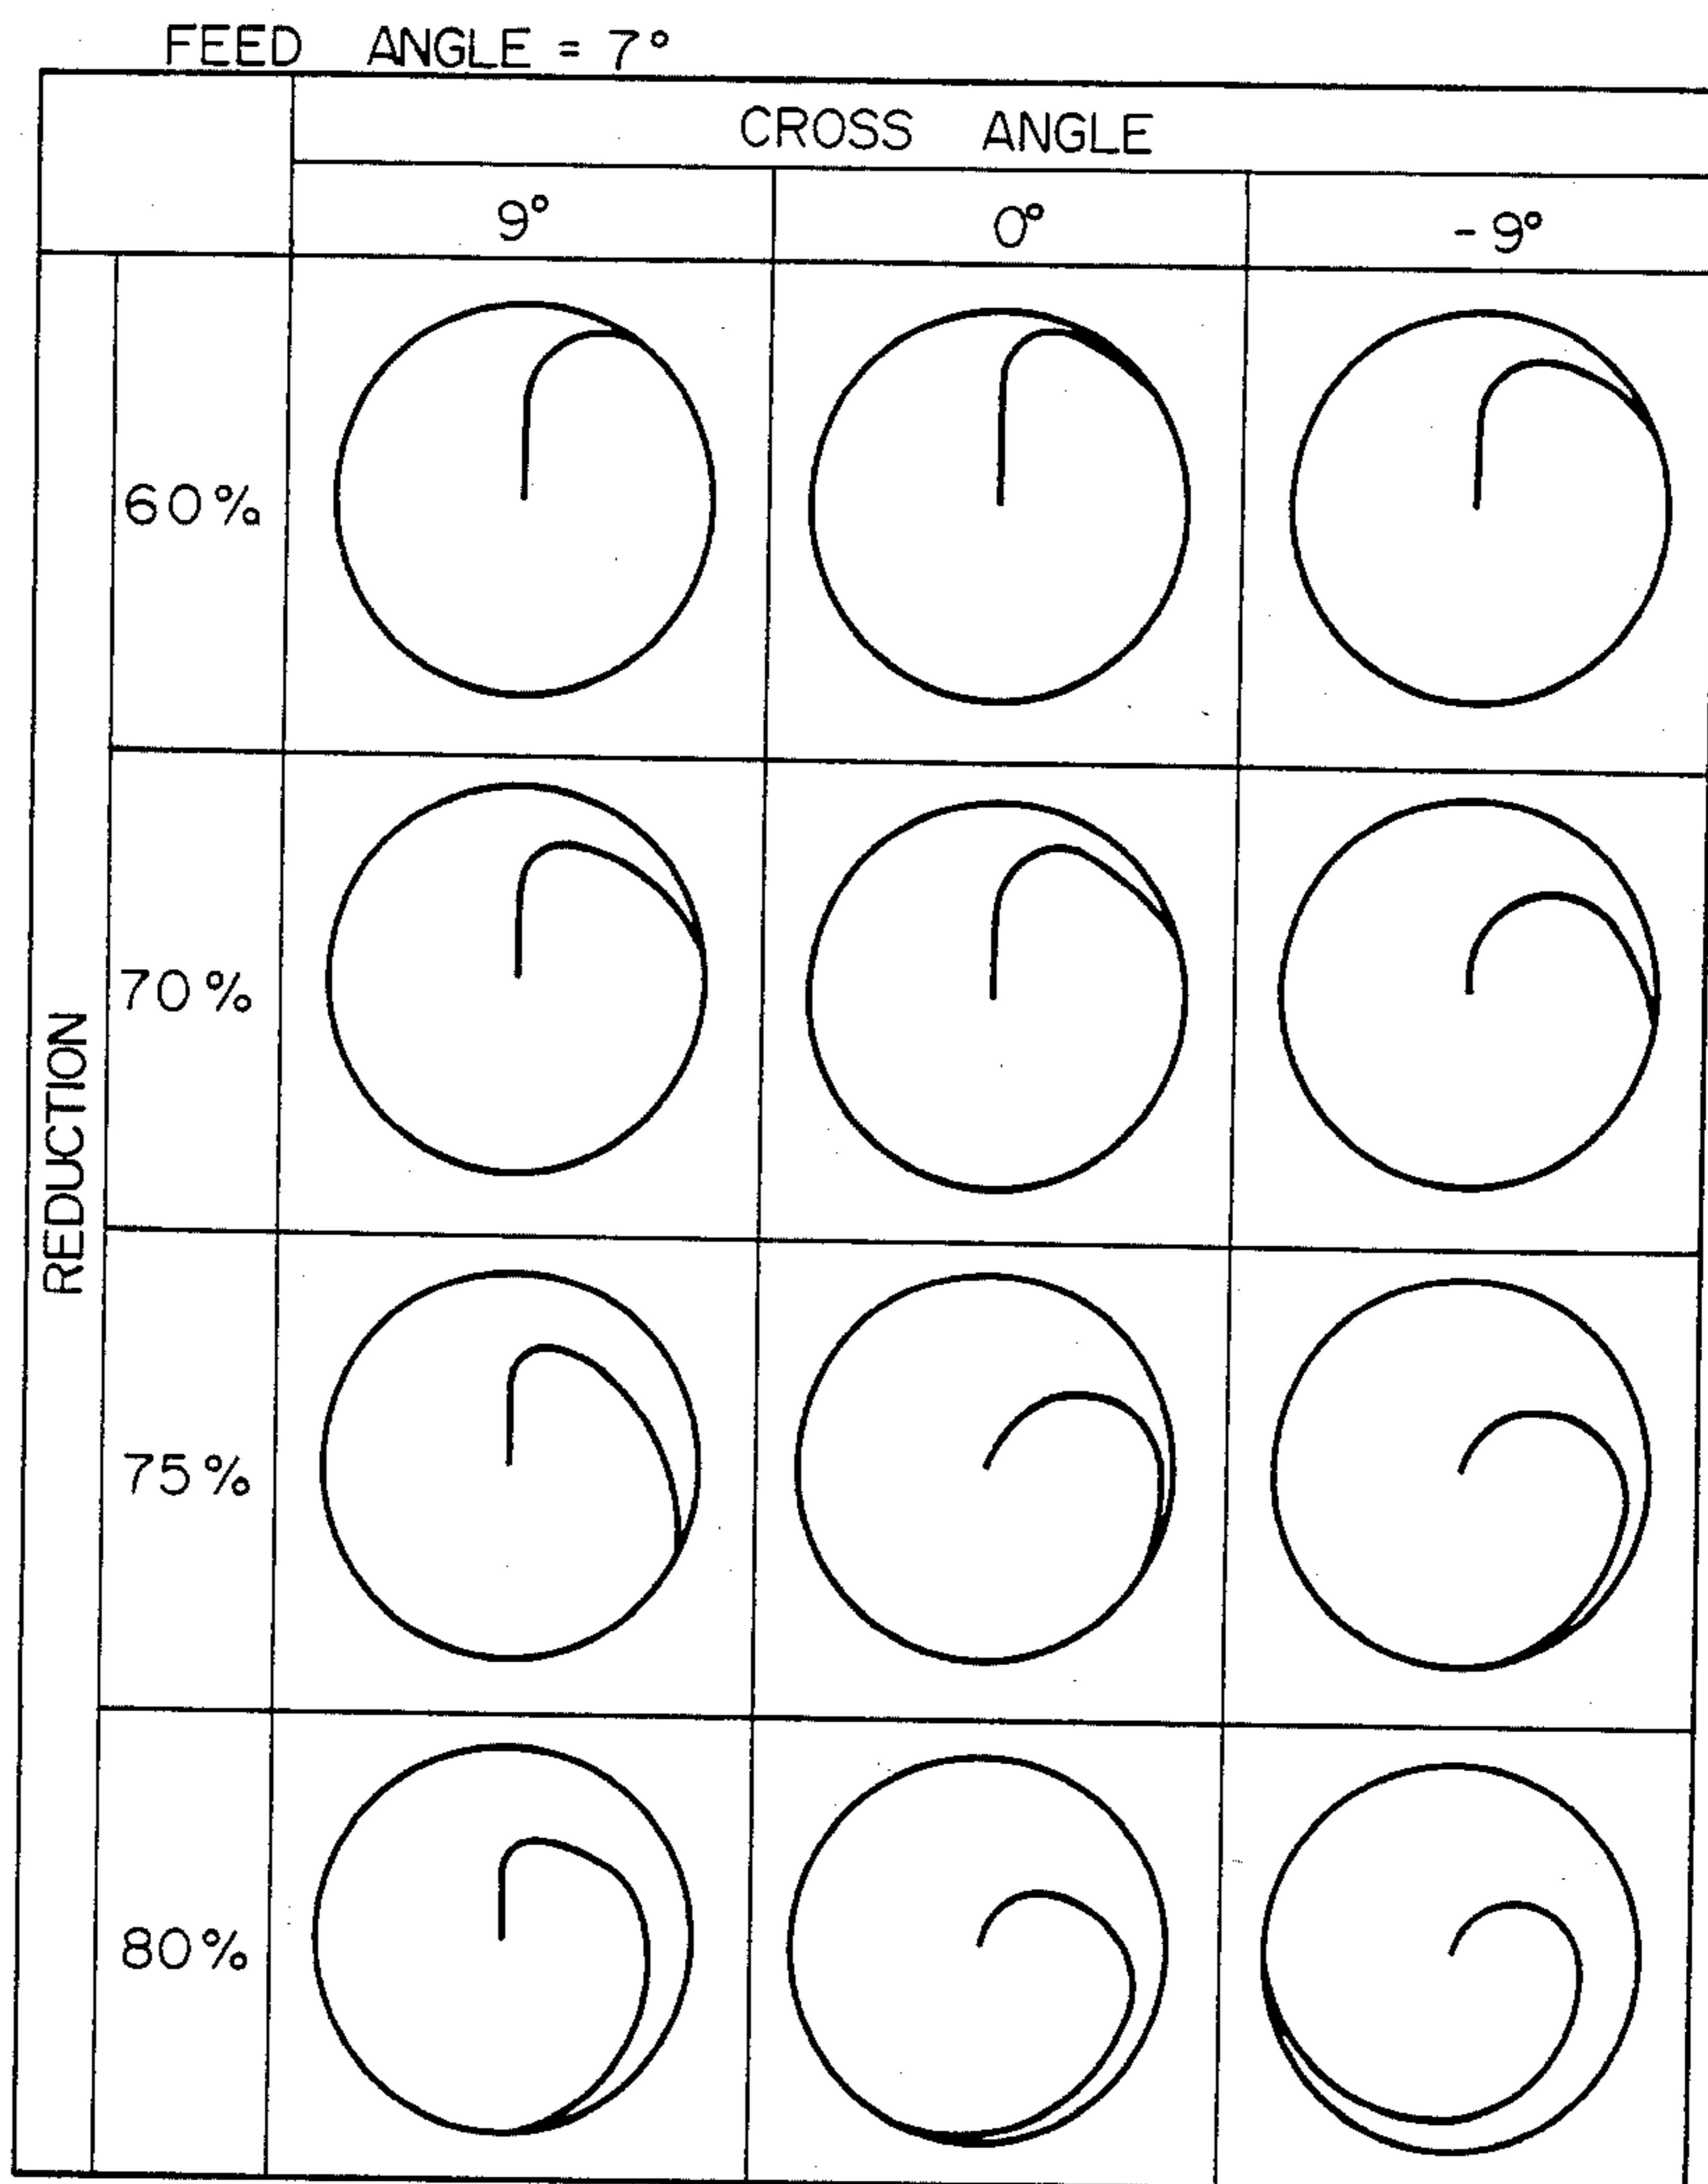 FEED ANGLE = 7°
CROSS ANGLE
9° 0° -9°
REDUCTION
60%
70%
75%
80%